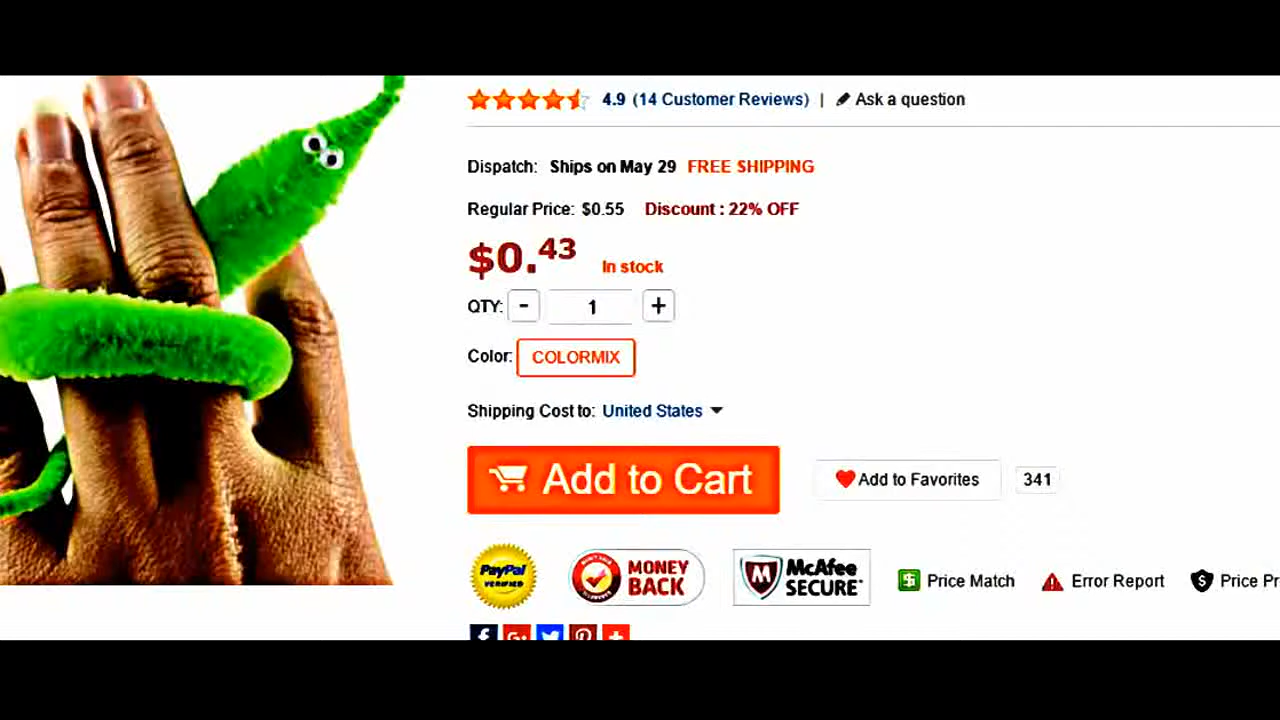 4.9 (14 Customer Reviews) | Ask a question
Dispatch: Ships on May 29 FREE SHIPPING
Regular Price: $0.55 Discount : 22% OFF
$0.43 In stock
QTY: - 1 +
Color: COLORMIX
Shipping Cost to: United States
Add to Cart
Add to Favorites 341
PayPal
VERIFIED
MONEY
BACK
McAfee
SECURE
Price Match
Error Report
Price Pr